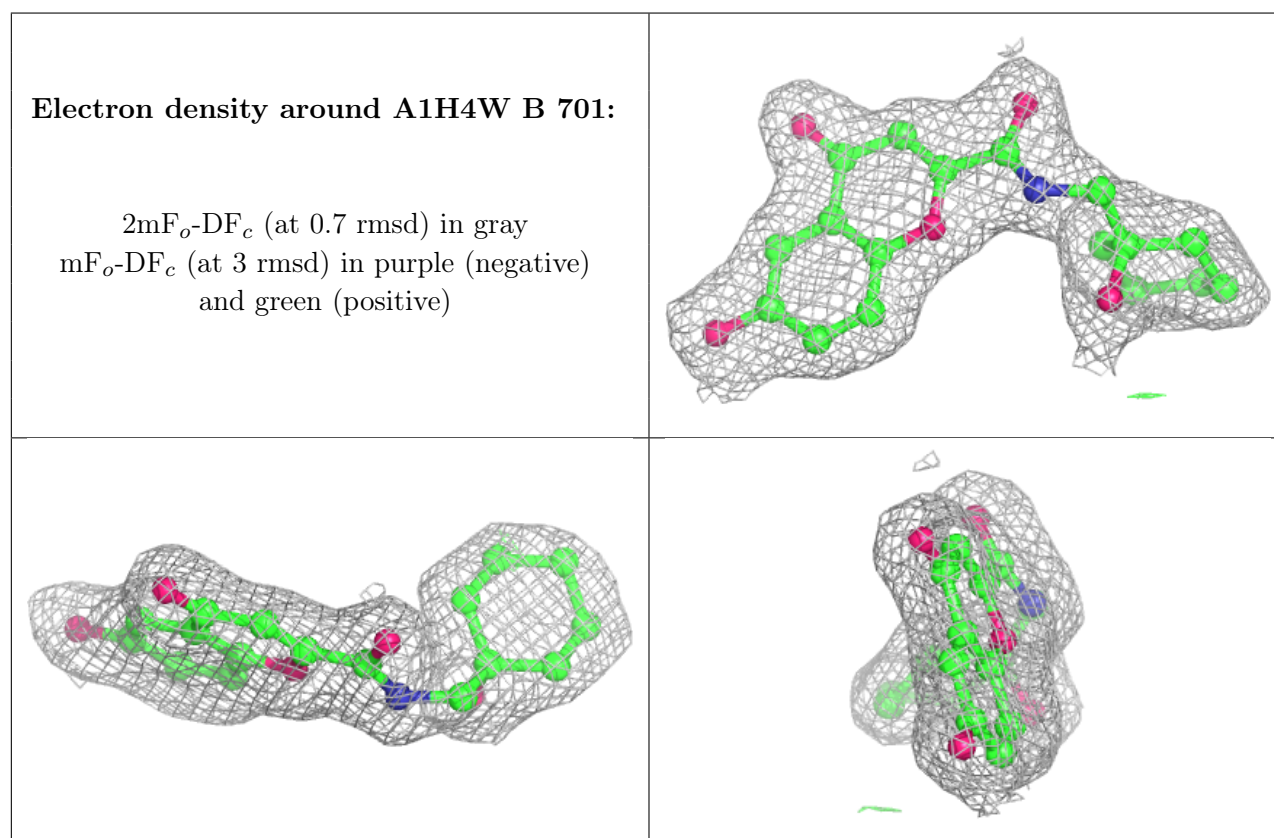 Electron density around A1H4W B 701:
2mFo-DFc (at 0.7 rmsd) in gray
mFo-DFc (at 3 rmsd) in purple (negative)
and green (positive)